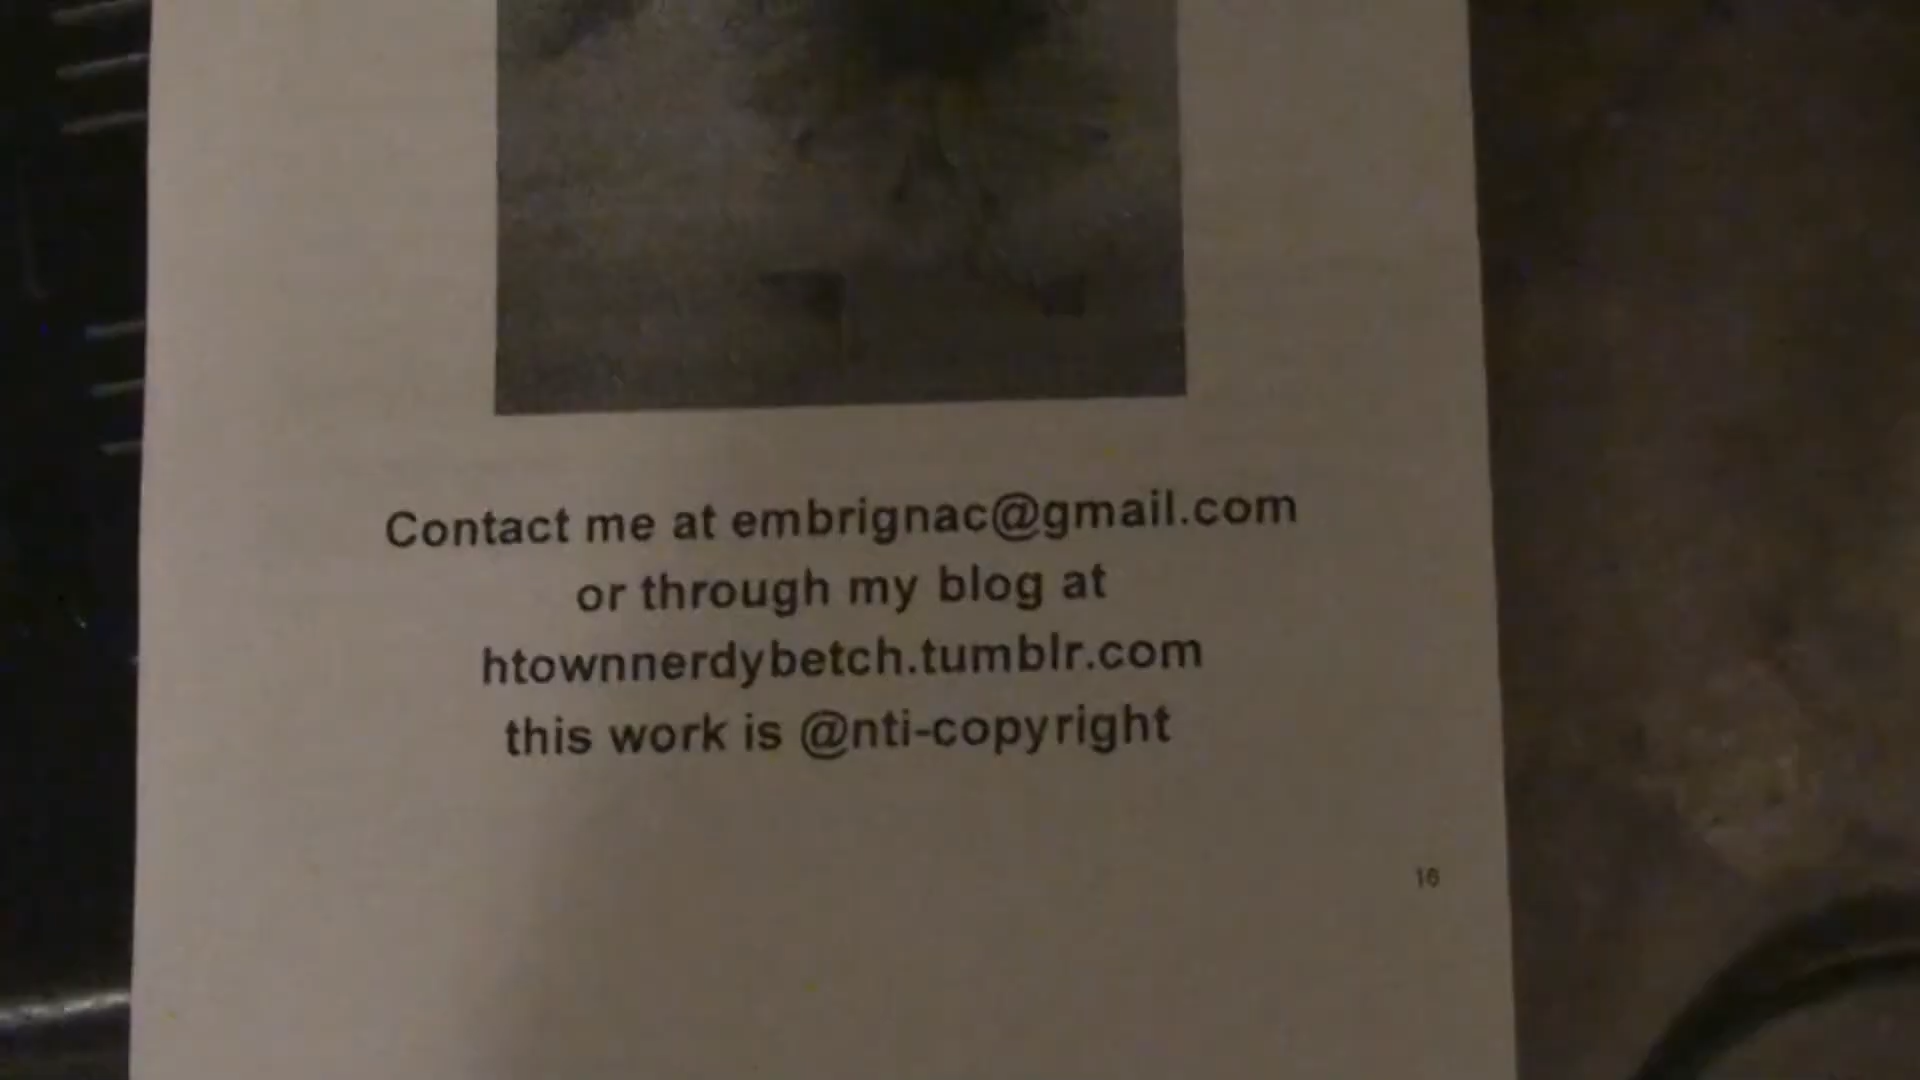 Contact me at embrignac@gmail.com
or through my blog at
htownnerdybetch.tumblr.com
this work is @nti-copyright
16